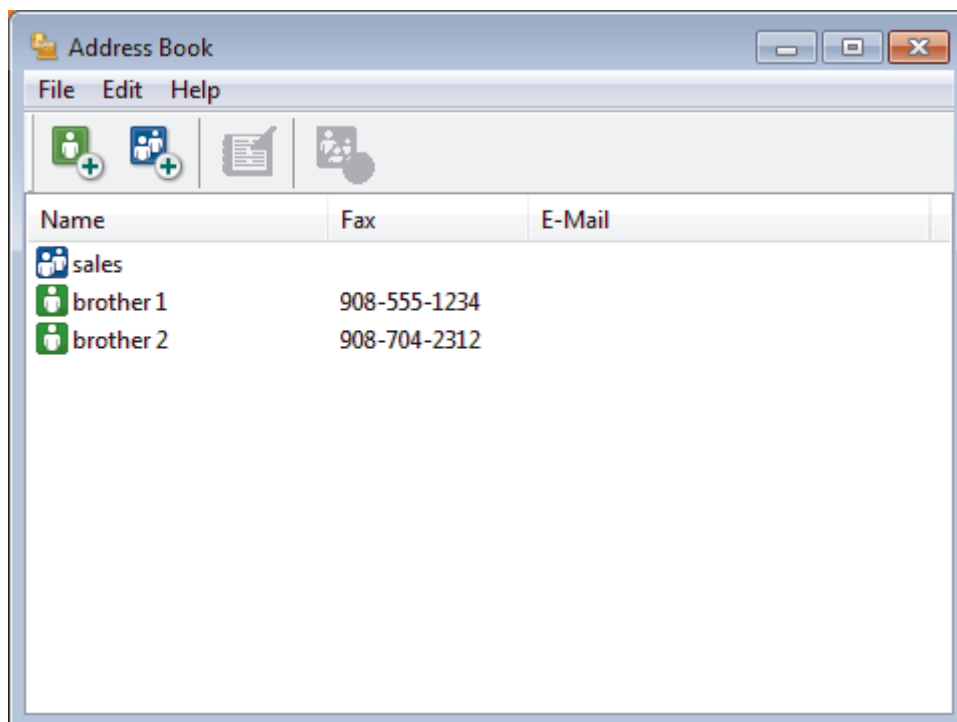 Address Book
File Edit Help
Name Fax E-Mail
sales
brother 1 908-555-1234
brother 2 908-704-2312